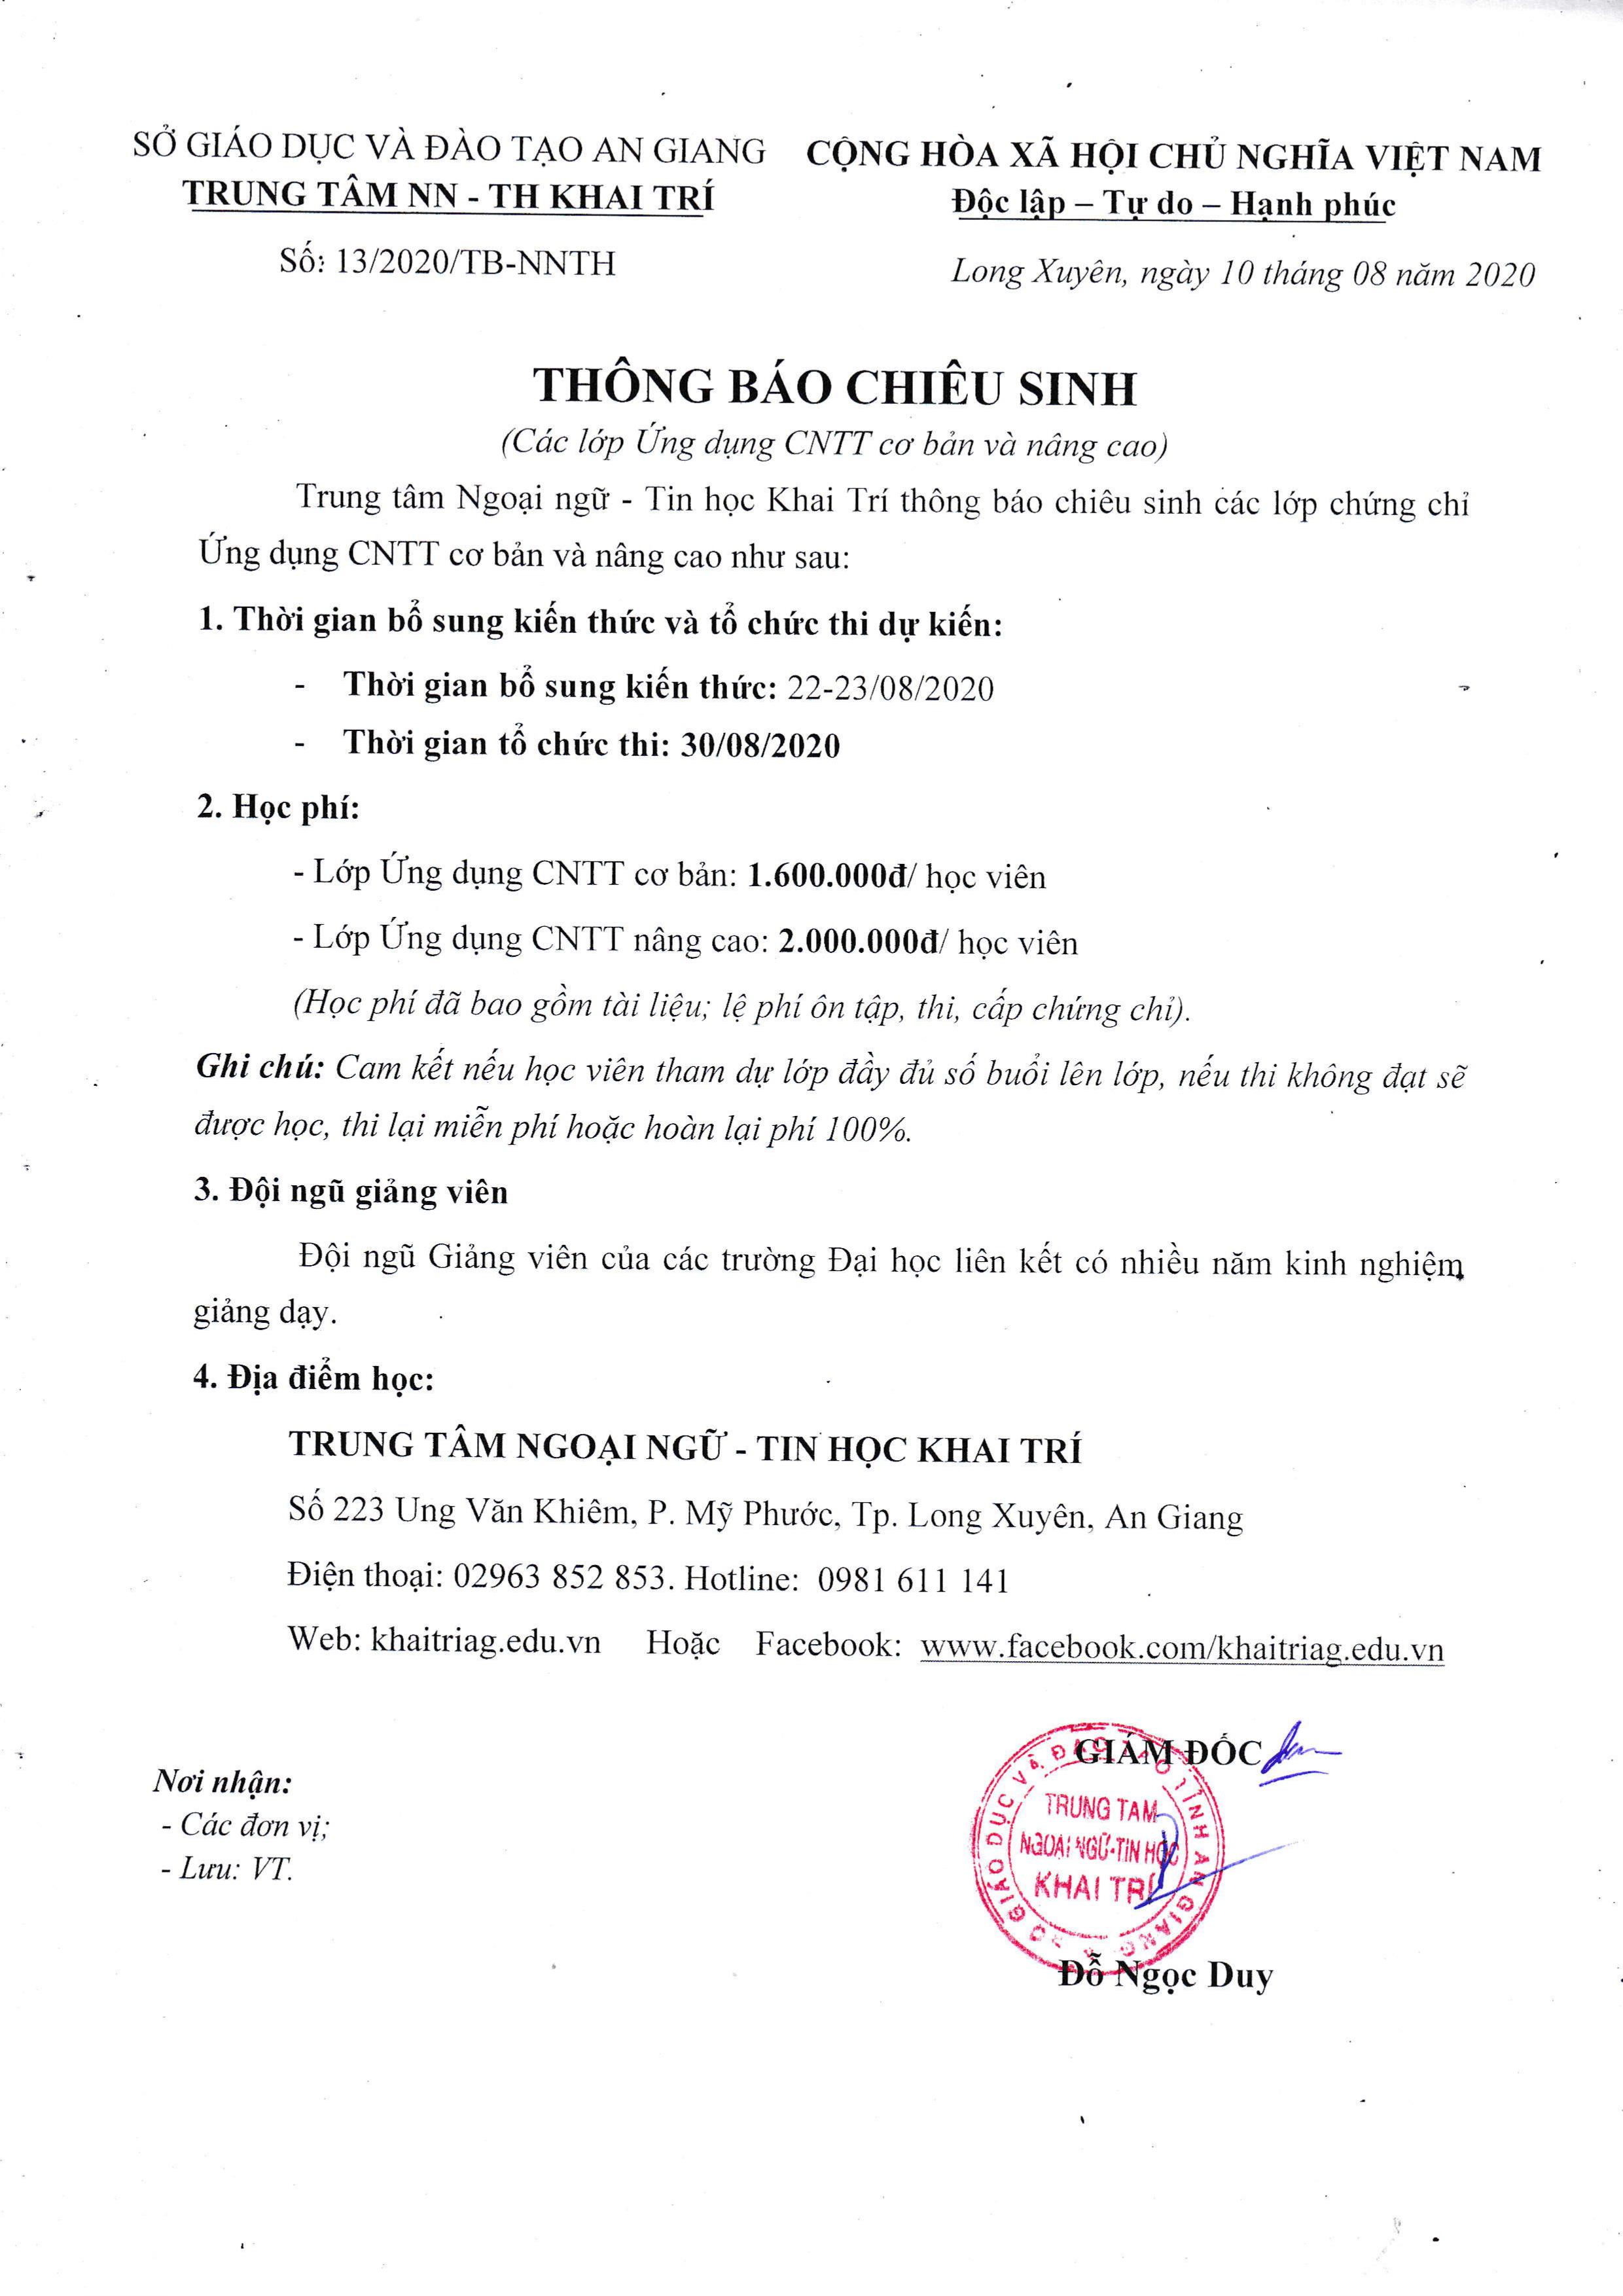 SỞ GIÁO DỤC VÀ ĐÀO TẠO AN GIANG
TRUNG TÂM NN - TH KHAI TRÍ
Số: 13/2020/TB-NNTH
CỘNG HÒA XÃ HỘI CHỦ NGHĨA VIỆT NAM
Độc lập – Tự do – Hạnh phúc
Long Xuyên, ngày 10 tháng 08 năm 2020
THÔNG BÁO CHIÊU SINH
(Các lớp Ứng dụng CNTT cơ bản và nâng cao)
Trung tâm Ngoại ngữ - Tin học Khai Trí thông báo chiêu sinh các lớp chứng chỉ
Ứng dụng CNTT cơ bản và nâng cao như sau:
1. Thời gian bổ sung kiến thức và tổ chức thi dự kiến:
- Thời gian bổ sung kiến thức: 22-23/08/2020
- Thời gian tổ chức thi: 30/08/2020
2. Học phí:
- Lớp Ứng dụng CNTT cơ bản: 1.600.000đ/ học viên
- Lớp Ứng dụng CNTT nâng cao: 2.000.000đ/ học viên
(Học phí đã bao gồm tài liệu; lệ phí ôn tập, thi, cấp chứng chỉ).
Ghi chú: Cam kết nếu học viên tham dự lớp đầy đủ số buổi lên lớp, nếu thi không đạt sẽ
được học, thi lại miễn phí hoặc hoàn lại phí 100%.
3. Đội ngũ giảng viên
Đội ngũ Giảng viên của các trường Đại học liên kết có nhiều năm kinh nghiệm
giảng dạy.
4. Địa điểm học:
TRUNG TÂM NGOẠI NGỮ - TIN HỌC KHAI TRÍ
Số 223 Ung Văn Khiêm, P. Mỹ Phước, Tp. Long Xuyên, An Giang
Điện thoại: 02963 852 853. Hotline: 0981 611 141
Web: khaitriag.edu.vn Hoặc Facebook: www.facebook.com/khaitriag.edu.vn
Nơi nhận:
- Các đơn vị;
- Lưu: VT.
GIÁM ĐỐC
SỞ GIÁO DỤC VÀ ĐÀO TẠO TỈNH AN GIANG
TRUNG TÂM
NGOẠI NGỮ-TIN HỌC
KHAI TRÍ
Đỗ Ngọc Duy